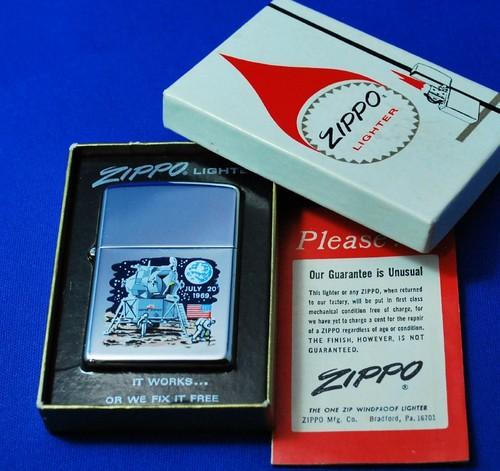 ZIPPO
LIGHTER
ZIPPO LIGHTE
JULY 20
1969
IT WORKS...
OR WE FIX IT FREE
Please
Our Guarantee is Unusual
This lighter or any ZIPPO, when returned
to our factory, will be put in first class
mechanical condition free of charge, for
we have yet to charge a cent for the repair
of a ZIPPO regardless of age or condition.
THE FINISH, HOWEVER, IS NOT
GUARANTEED.
ZIPPO®
THE ONE ZIP WINDPROOF LIGHTER
ZIPPO Mfg. Co. Bradford, Pa. 16701